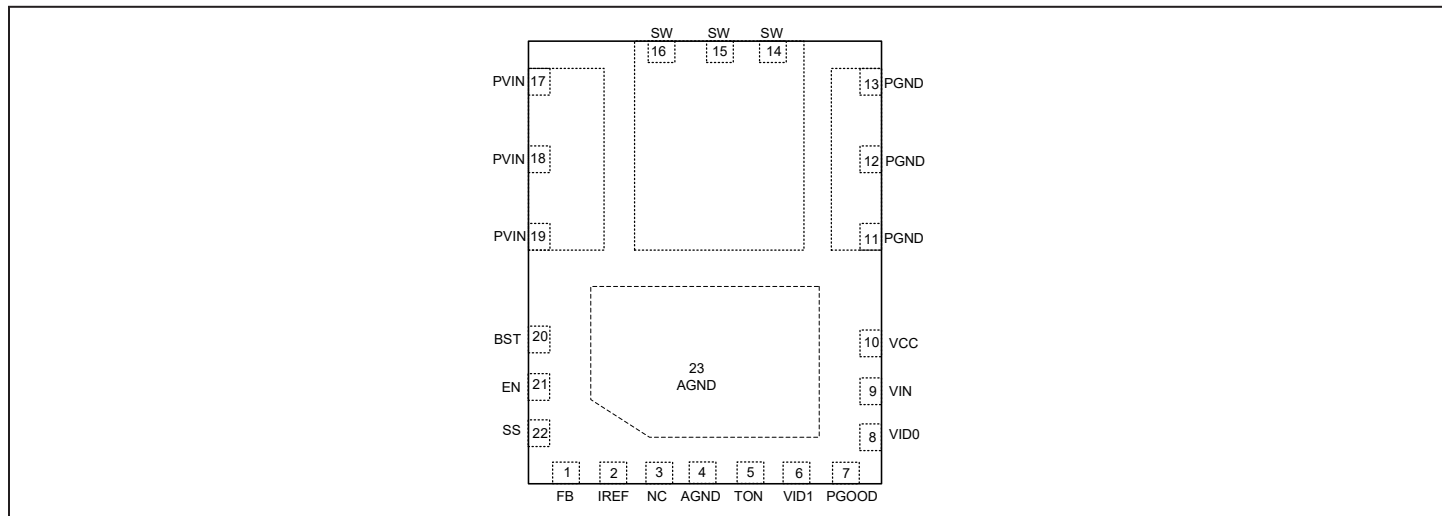 SW SW SW
16 15 14
PVIN 17 13 PGND
PVIN 18 12 PGND
PVIN 19 11 PGND
BST 20 10 VCC
23
AGND
EN 21 9 VIN
SS 22 8 VID0
1 2 3 4 5 6 7
FB IREF NC AGND TON VID1 PGOOD